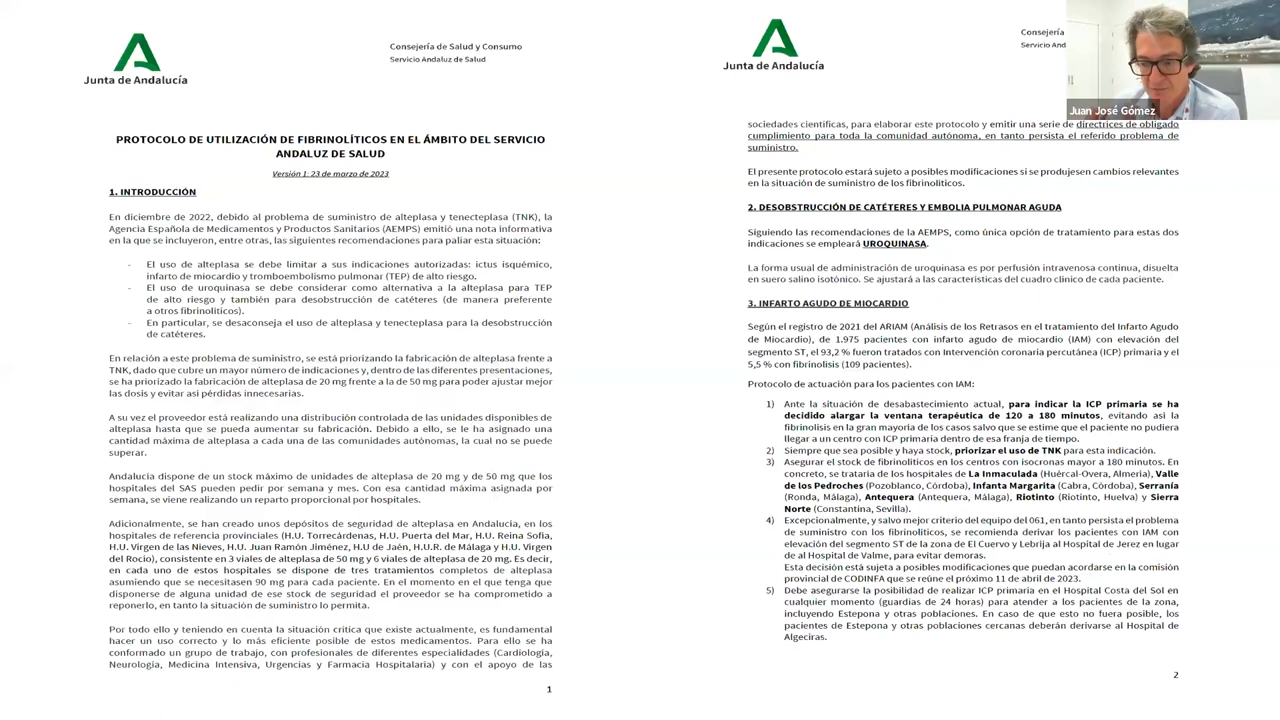 Junta de Andalucía
Consejería de Salud y Consumo
Servicio Andaluz de Salud
PROTOCOLO DE UTILIZACIÓN DE FIBRINOLÍTICOS EN EL ÁMBITO DEL SERVICIO
ANDALUZ DE SALUD
Versión 1: 23 de marzo de 2023
1. INTRODUCCIÓN
En diciembre de 2022, debido al problema de suministro de alteplasa y tenecteplasa (TNK), la
Agencia Española de Medicamentos y Productos Sanitarios (AEMPS) emitió una nota informativa
en la que se incluyeron, entre otras, las siguientes recomendaciones para paliar esta situación:
- El uso de alteplasa se debe limitar a sus indicaciones autorizadas: ictus isquémico,
infarto de miocardio y tromboembolismo pulmonar (TEP) de alto riesgo.
- El uso de uroquinasa se debe considerar como alternativa a la alteplasa para TEP
de alto riesgo y también para desobstrucción de catéteres (de manera preferente
a otros fibrinolíticos).
- En particular, se desaconseja el uso de alteplasa y tenecteplasa para la desobstrucción
de catéteres.
En relación a este problema de suministro, se está priorizando la fabricación de alteplasa frente a
TNK, dado que cubre un mayor número de indicaciones y, dentro de las diferentes presentaciones,
se ha priorizado la fabricación de alteplasa de 20 mg frente a la de 50 mg para poder ajustar mejor
las dosis y evitar así pérdidas innecesarias.
A su vez el proveedor está realizando una distribución controlada de las unidades disponibles de
alteplasa hasta que se pueda aumentar su fabricación. Debido a ello, se le ha asignado una
cantidad máxima de alteplasa a cada una de las comunidades autónomas, la cual no se puede
superar.
Andalucía dispone de un stock máximo de unidades de alteplasa de 20 mg y de 50 mg que los
hospitales del SAS pueden pedir por semana y mes. Con esa cantidad máxima asignada por
semana, se viene realizando un reparto proporcional por hospitales.
Adicionalmente, se han creado unos depósitos de seguridad de alteplasa en Andalucía, en los
hospitales de referencia provinciales (H.U. Torrecárdenas, H.U. Puerta del Mar, H.U. Reina Sofía,
H.U. Virgen de las Nieves, H.U. Juan Ramón Jiménez, H.U de Jaén, H.U.R. de Málaga y H.U. Virgen
del Rocío), consistente en 3 viales de alteplasa de 50 mg y 6 viales de alteplasa de 20 mg. Es decir,
en cada uno de estos hospitales se dispone de tres tratamientos completos de alteplasa
asumiendo que se necesitasen 90 mg para cada paciente. En el momento en el que tenga que
disponerse de alguna unidad de ese stock de seguridad el proveedor se ha comprometido a
reponerlo, en tanto la situación de suministro lo permita.
Por todo ello y teniendo en cuenta la situación crítica que existe actualmente, es fundamental
hacer un uso correcto y lo más eficiente posible de estos medicamentos. Para ello se ha
conformado un grupo de trabajo, con profesionales de diferentes especialidades (Cardiología,
Neurología, Medicina Intensiva, Urgencias y Farmacia Hospitalaria) y con el apoyo de las
1
Junta de Andalucía
Consejería
Servicio And
Juan José Gómez
sociedades científicas, para elaborar este protocolo y emitir una serie de directrices de obligado
cumplimiento para toda la comunidad autónoma, en tanto persista el referido problema de
suministro.
El presente protocolo estará sujeto a posibles modificaciones si se produjesen cambios relevantes
en la situación de suministro de los fibrinolíticos.
2. DESOBSTRUCCIÓN DE CATÉTERES Y EMBOLIA PULMONAR AGUDA
Siguiendo las recomendaciones de la AEMPS, como única opción de tratamiento para estas dos
indicaciones se empleará UROQUINASA.
La forma usual de administración de uroquinasa es por perfusión intravenosa continua, disuelta
en suero salino isotónico. Se ajustará a las características del cuadro clínico de cada paciente.
3. INFARTO AGUDO DE MIOCARDIO
Según el registro de 2021 del ARIAM (Análisis de los Retrasos en el tratamiento del Infarto Agudo
de Miocardio), de 1.975 pacientes con infarto agudo de miocardio (IAM) con elevación del
segmento ST, el 93,2 % fueron tratados con Intervención coronaria percutánea (ICP) primaria y el
5,5 % con fibrinolisis (109 pacientes).
Protocolo de actuación para los pacientes con IAM:
1) Ante la situación de desabastecimiento actual, para indicar la ICP primaria se ha
decidido alargar la ventana terapéutica de 120 a 180 minutos, evitando así la
fibrinolisis en la gran mayoría de los casos salvo que se estime que el paciente no pudiera
llegar a un centro con ICP primaria dentro de esa franja de tiempo.
2) Siempre que sea posible y haya stock, priorizar el uso de TNK para esta indicación.
3) Asegurar el stock de fibrinolíticos en los centros con isocronas mayor a 180 minutos. En
concreto, se trataría de los hospitales de La Inmaculada (Huércal-Overa, Almería), Valle
de los Pedroches (Pozoblanco, Córdoba), Infanta Margarita (Cabra, Córdoba), Serranía
(Ronda, Málaga), Antequera (Antequera, Málaga), Riotinto (Riotinto, Huelva) y Sierra
Norte (Constantina, Sevilla).
4) Excepcionalmente, y salvo mejor criterio del equipo del 061, en tanto persista el problema
de suministro con los fibrinolíticos, se recomienda derivar los pacientes con IAM con
elevación del segmento ST de la zona de El Cuervo y Lebrija al Hospital de Jerez en lugar
de al Hospital de Valme, para evitar demoras.
Esta decisión está sujeta a posibles modificaciones que puedan acordarse en la comisión
provincial de CODINFA que se reúne el próximo 11 de abril de 2023.
5) Debe asegurarse la posibilidad de realizar ICP primaria en el Hospital Costa del Sol en
cualquier momento (guardias de 24 horas) para atender a los pacientes de la zona,
incluyendo Estepona y otras poblaciones. En caso de que esto no fuera posible, los
pacientes de Estepona y otras poblaciones cercanas deberán derivarse al Hospital de
Algeciras.
2